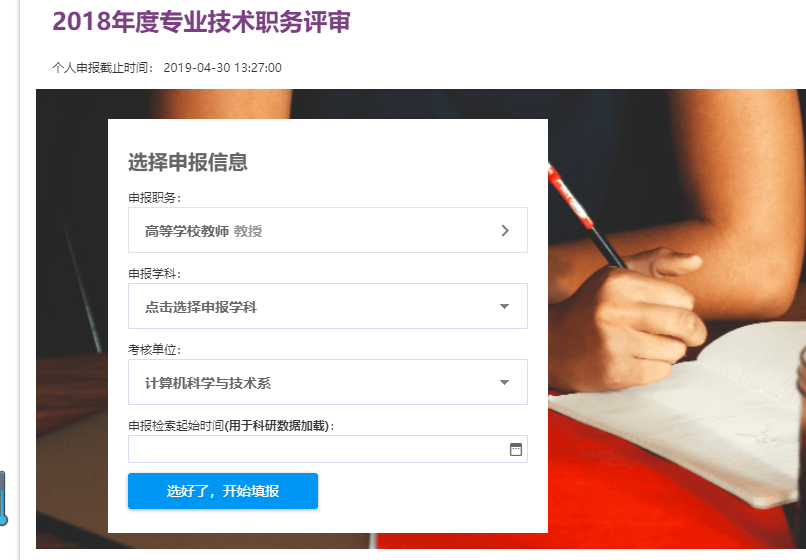 2018年度专业技术职务评审
个人申报截止时间： 2019-04-30 13:27:00
选择申报信息
申报职务：
高等学校教师 教授
申报学科：
点击选择申报学科
考核单位：
计算机科学与技术系
申报检索起始时间(用于科研数据加载)：
选好了，开始填报